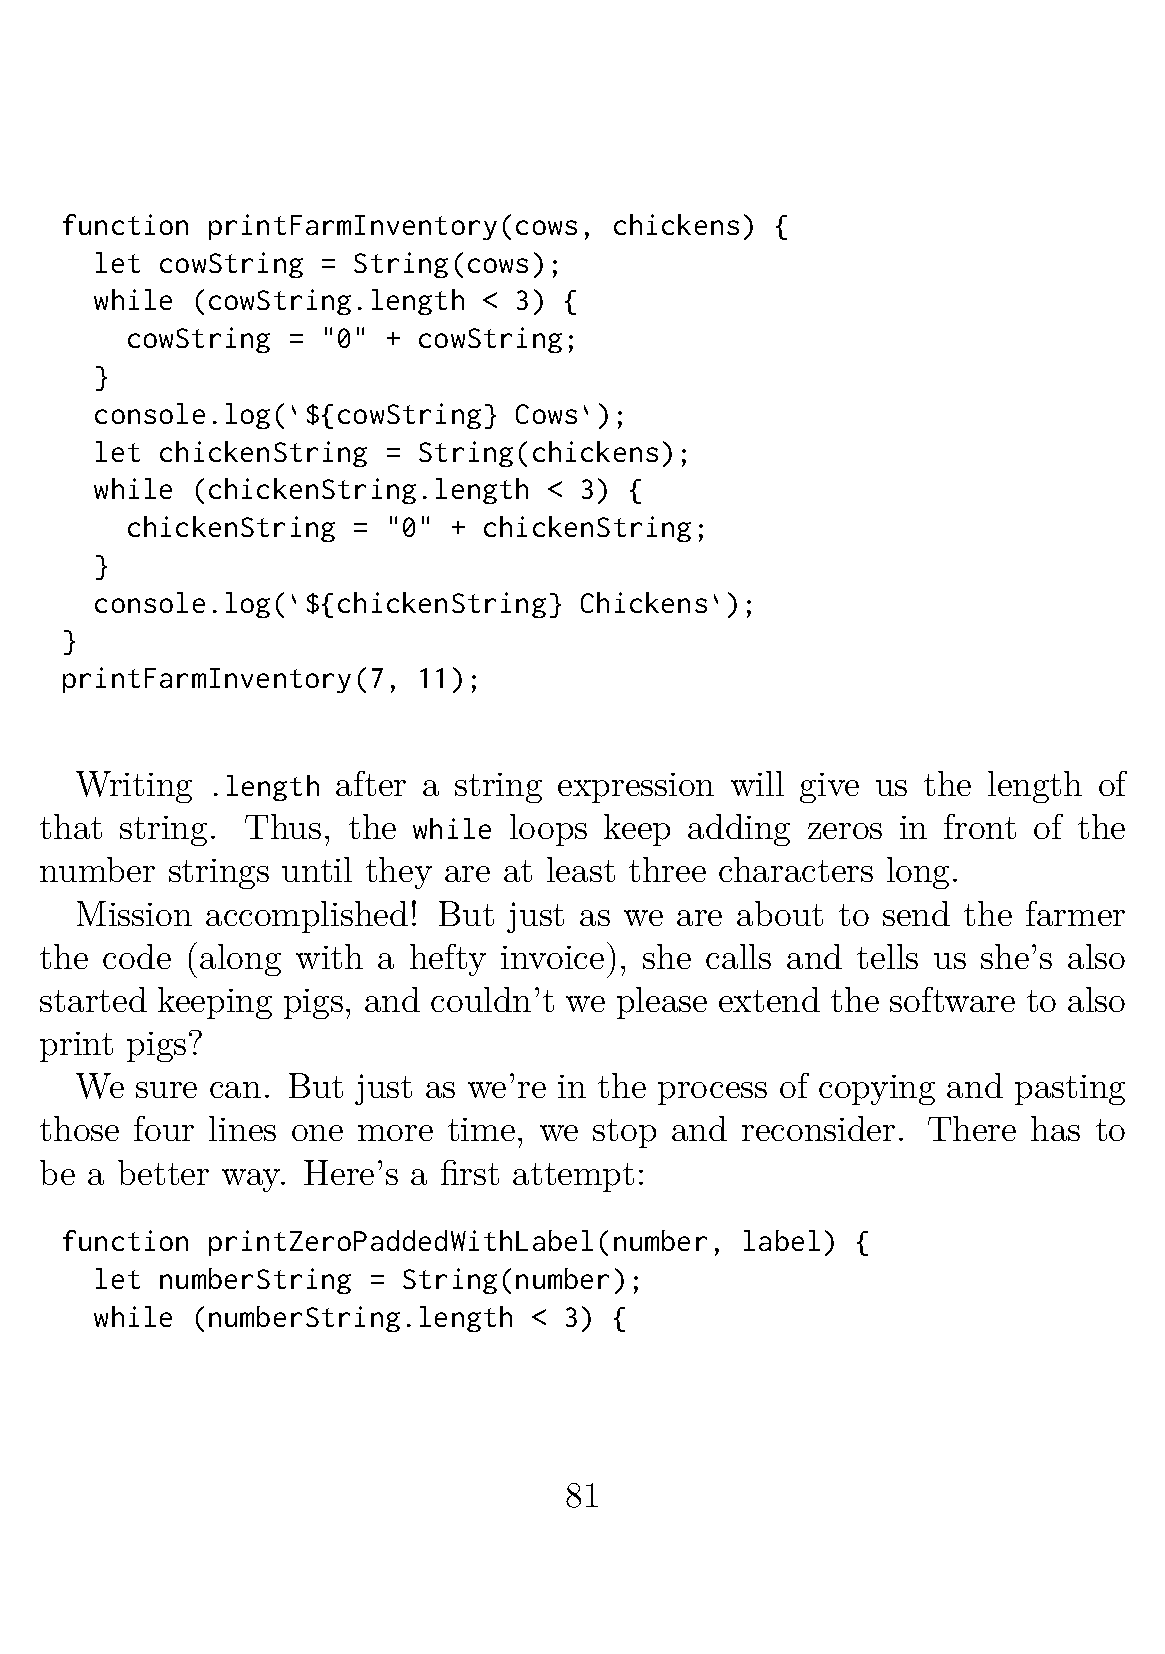 function printFarmInventory(cows, chickens) {
  let cowString = String(cows);
  while (cowString.length < 3) {
    cowString = "0" + cowString;
  }
  console.log(`${cowString} Cows`);
  let chickenString = String(chickens);
  while (chickenString.length < 3) {
    chickenString = "0" + chickenString;
  }
  console.log(`${chickenString} Chickens`);
}
printFarmInventory(7, 11);
Writing .length after a string expression will give us the length of
that string. Thus, the while loops keep adding zeros in front of the
number strings until they are at least three characters long.
Mission accomplished! But just as we are about to send the farmer
the code (along with a hefty invoice), she calls and tells us she’s also
started keeping pigs, and couldn’t we please extend the software to also
print pigs?
We sure can. But just as we’re in the process of copying and pasting
those four lines one more time, we stop and reconsider. There has to
be a better way. Here’s a first attempt:
function printZeroPaddedWithLabel(number, label) {
  let numberString = String(number);
  while (numberString.length < 3) {
81